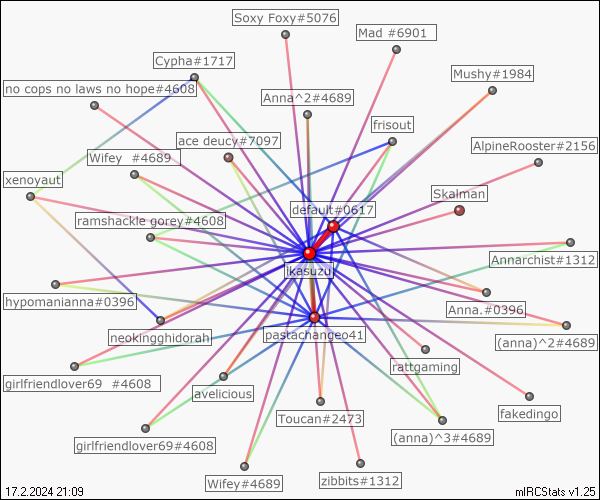 Soxy Foxy#5076
Mad #6901
Cypha#1717
Mushy#1984
no cops no laws no hope#4608
Anna^2#4689
frisout
ace deucy#7097
AlpineRooster#2156
Wifey  #4689
xenoyaut
Skalman
default#0617
ramshackle gorey#4608
Annarchist#1312
ikasuzu
hypomanianna#0396
Anna.#0396
neokingghidorah
pastachangeo41
(anna)^2#4689
rattgaming
girlfriendlover69  #4608
avelicious
fakedingo
Toucan#2473
girlfriendlover69#4608
(anna)^3#4689
Wifey#4689
zibbits#1312
17.2.2024 21:09
mIRCStats v1.25